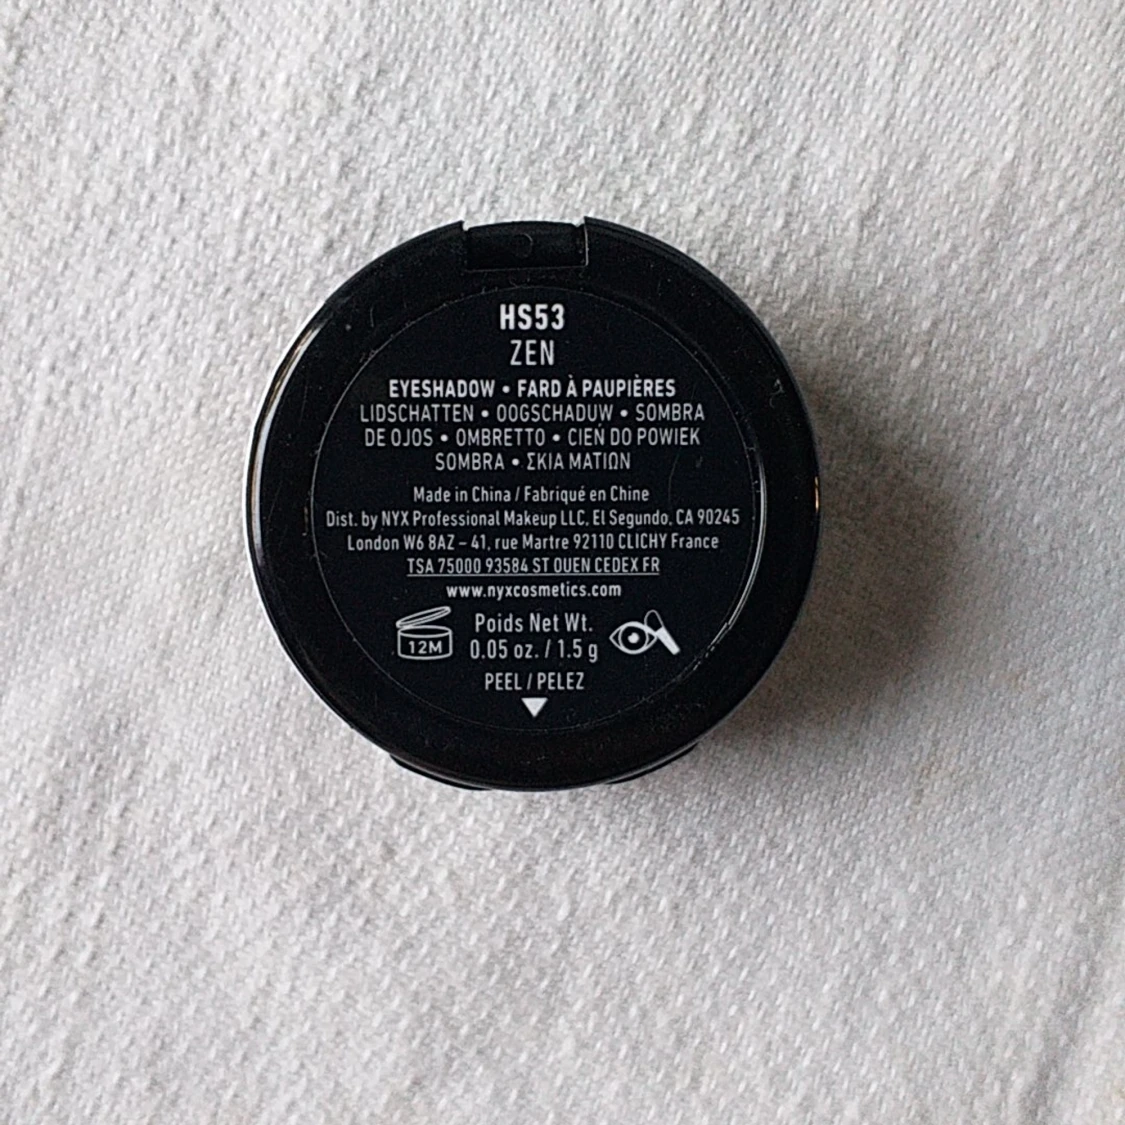 HS53
ZEN
EYESHADOW • FARD À PAUPIÈRES
LIDSCHATTEN • OOGSCHADUW • SOMBRA
DE OJOS • OMBRETTO • CIEŃ DO POWIEK
SOMBRA • ΣΚΙΑ ΜΑΤΙΩΝ
Made in China / Fabriqué en Chine
Dist. by NYX Professional Makeup LLC, El Segundo, CA 90245
London W6 8AZ – 41, rue Martre 92110 CLICHY France
TSA 75000 93584 ST OUEN CEDEX FR
www.nyxcosmetics.com
12M
Poids Net Wt.
0.05 oz. / 1.5 g
PEEL / PELEZ